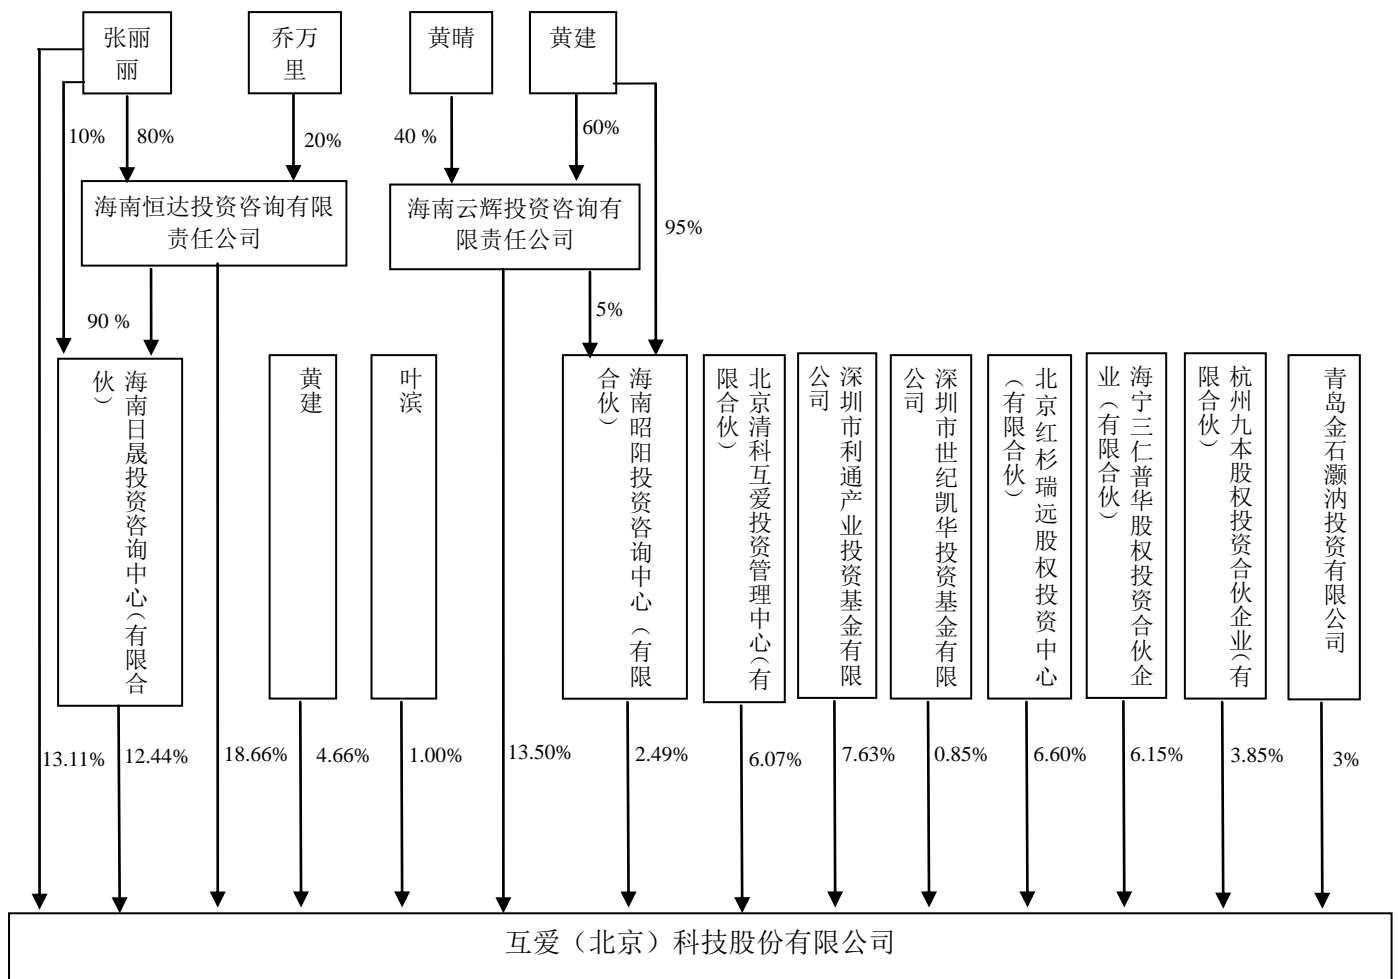 张丽
丽
乔万
里
黄晴
黄建
10%
80%
20%
40 %
60%
海南恒达投资咨询有限
责任公司
海南云辉投资咨询有
限责任公司
95%
90 %
5%
海南日晟投资咨询中心（有限合
伙）
黄建
叶滨
海南昭阳投资咨询中心（有限
合伙）
北京清科互爱投资管理中心（有
限合伙）
深圳市利通产业投资基金有限
公司
深圳市世纪凯华投资基金有限
公司
北京红杉瑞远股权投资中心
（有限合伙）
海宁三仁普华股权投资合伙企
业（有限合伙）
杭州九本股权投资合伙企业（有
限合伙）
青岛金石灏汭投资有限公司
13.11%
12.44%
18.66%
4.66%
1.00%
13.50%
2.49%
6.07%
7.63%
0.85%
6.60%
6.15%
3.85%
3%
互爱（北京）科技股份有限公司